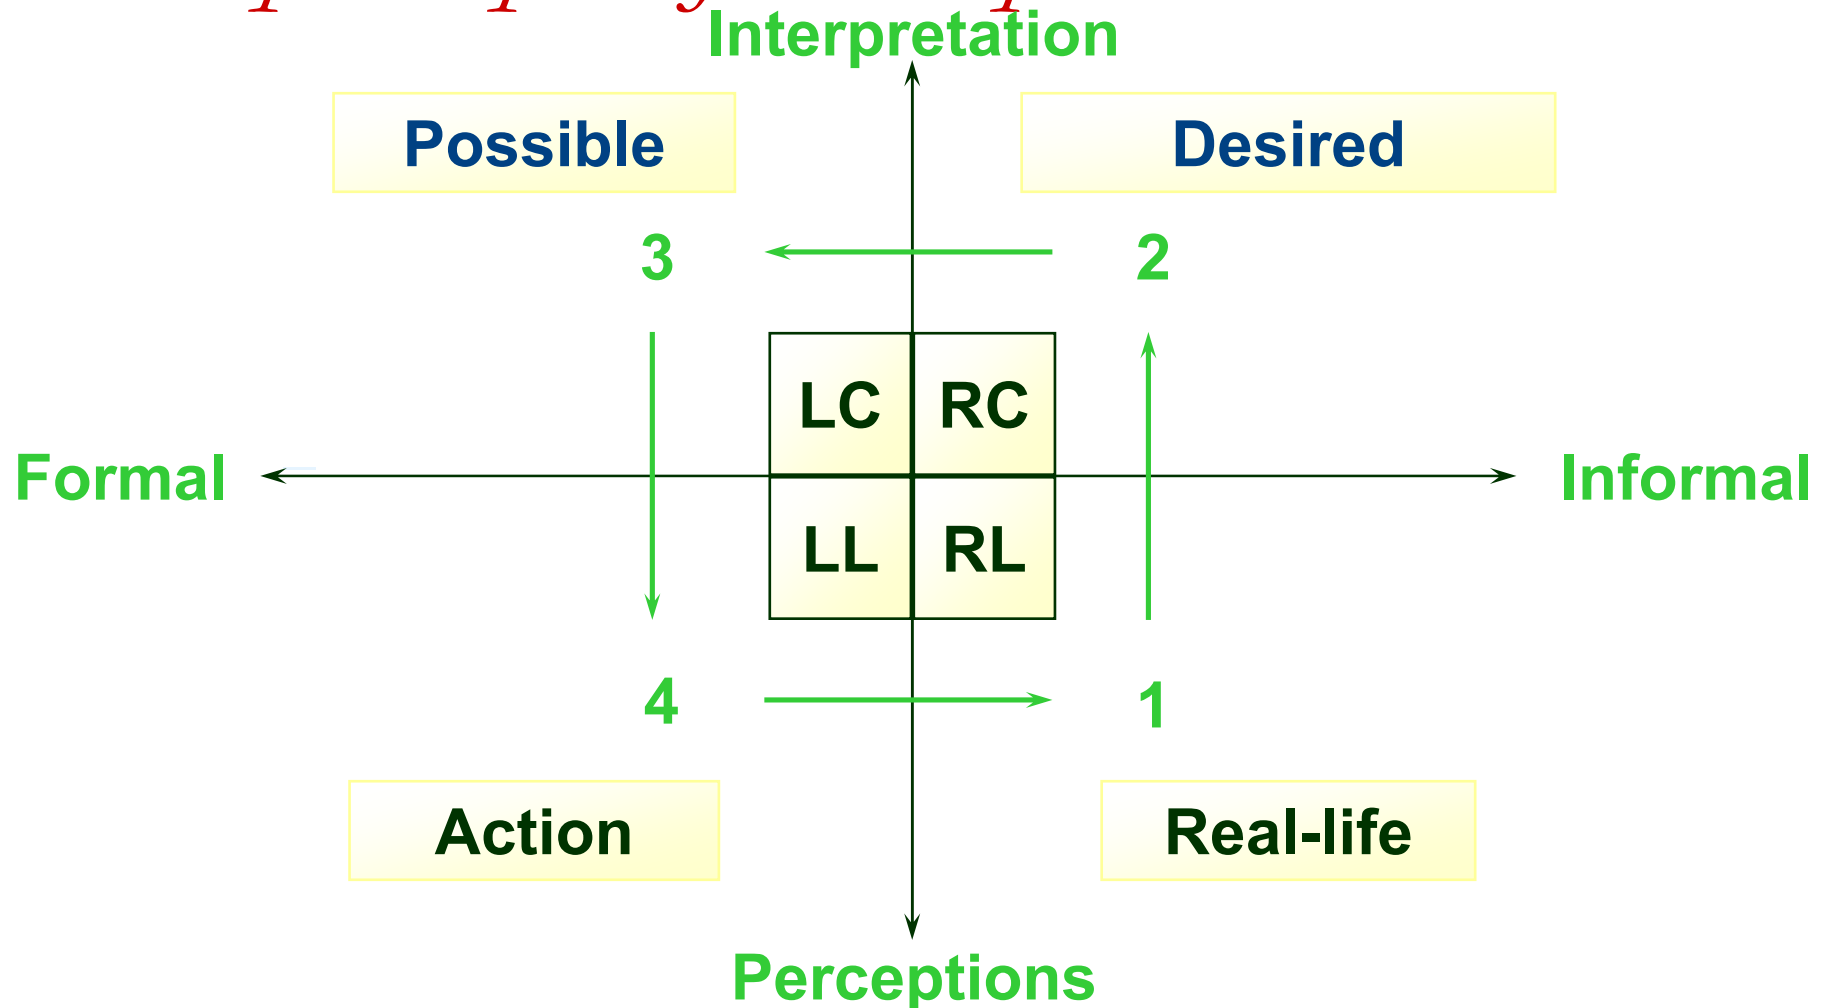 Interpretation
Possible
Desired
3
2
LC
RC
Formal
Informal
LL
RL
4
1
Action
Real-life
Perceptions